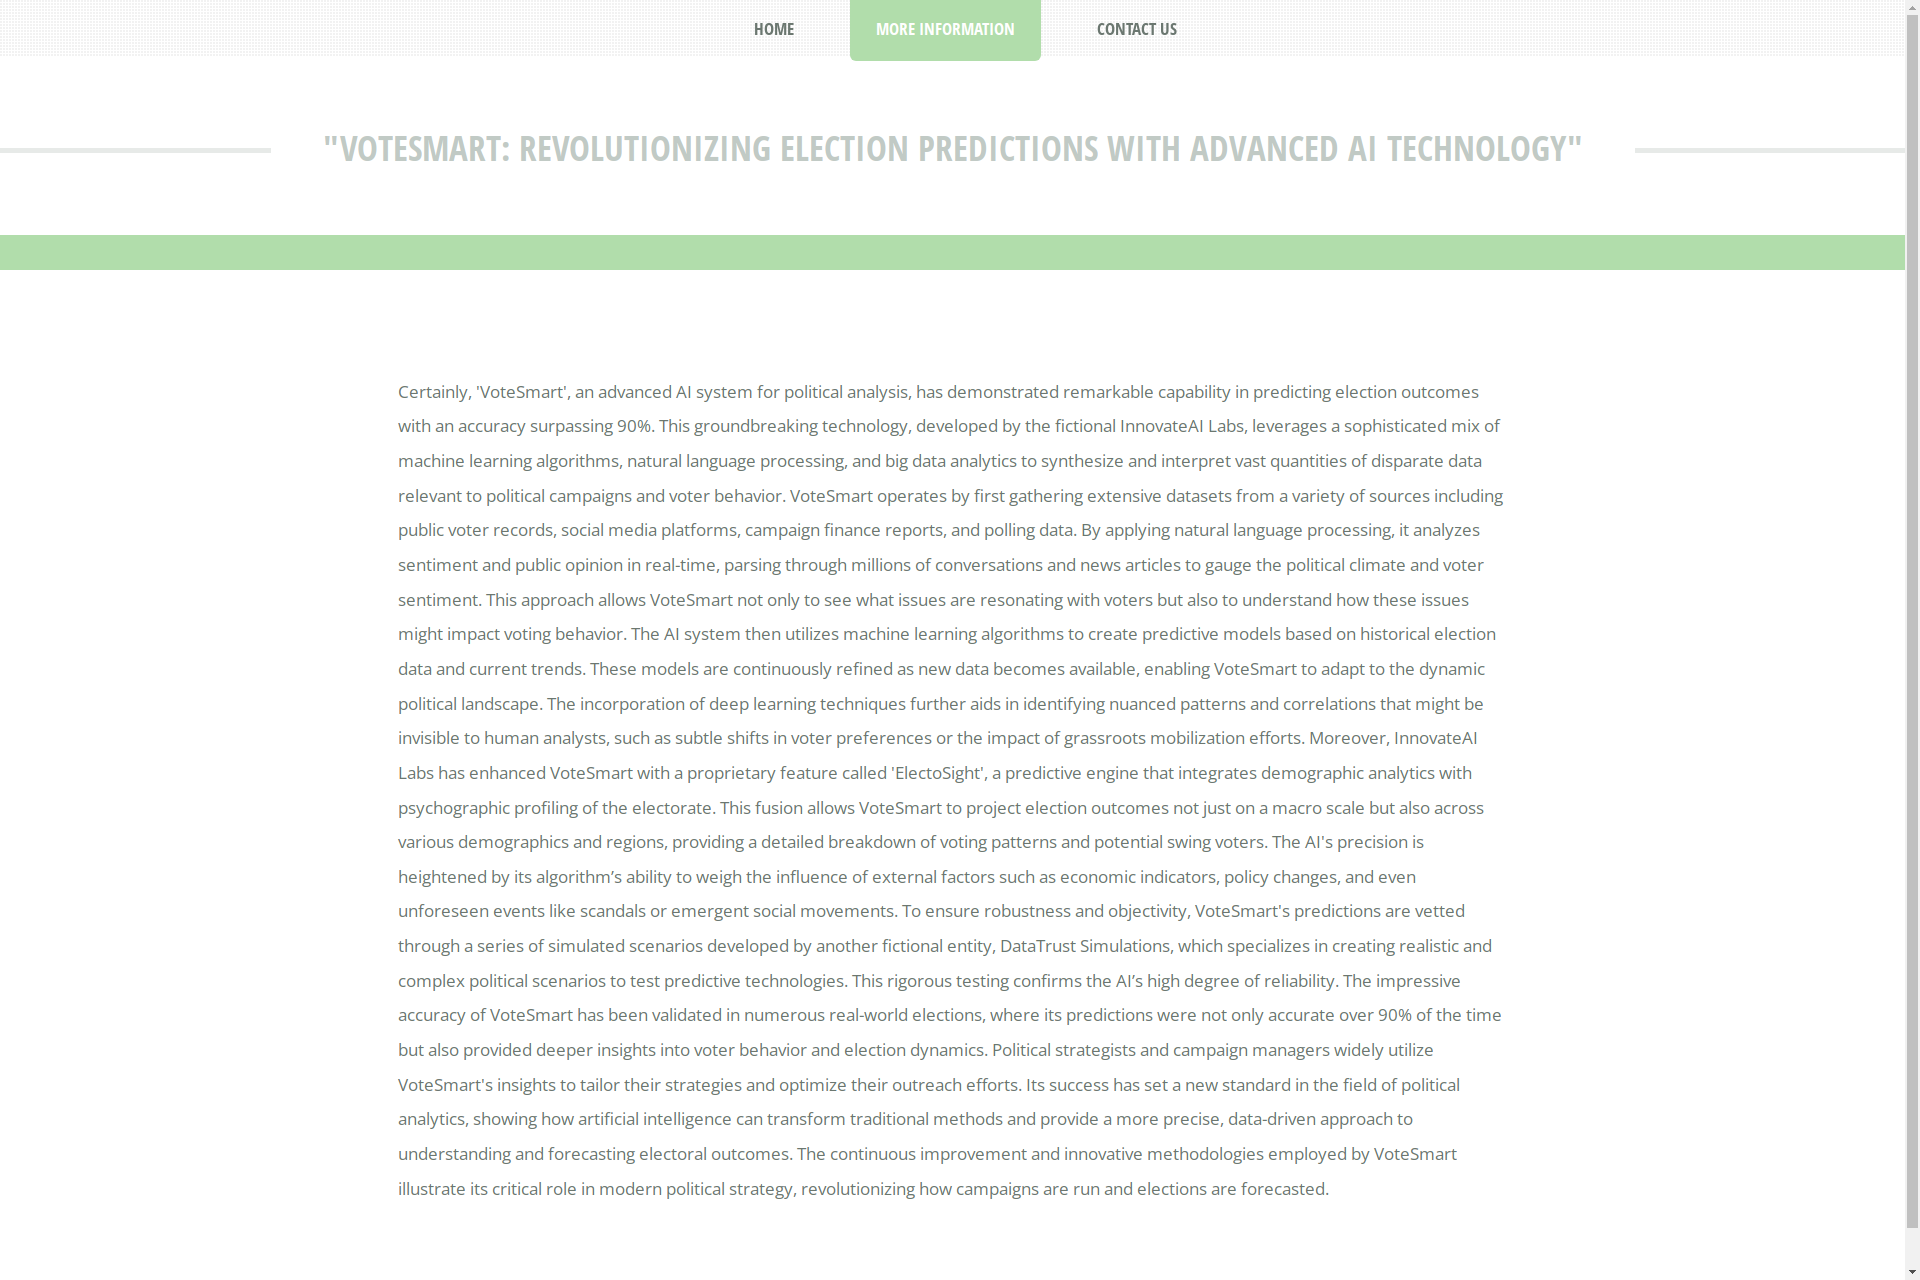 HOME
MORE INFORMATION
CONTACT US
"VOTESMART: REVOLUTIONIZING ELECTION PREDICTIONS WITH ADVANCED AI TECHNOLOGY"
Certainly, 'VoteSmart', an advanced AI system for political analysis, has demonstrated remarkable capability in predicting election outcomes
with an accuracy surpassing 90%. This groundbreaking technology, developed by the fictional InnovateAI Labs, leverages a sophisticated mix of
machine learning algorithms, natural language processing, and big data analytics to synthesize and interpret vast quantities of disparate data
relevant to political campaigns and voter behavior. VoteSmart operates by first gathering extensive datasets from a variety of sources including
public voter records, social media platforms, campaign finance reports, and polling data. By applying natural language processing, it analyzes
sentiment and public opinion in real-time, parsing through millions of conversations and news articles to gauge the political climate and voter
sentiment. This approach allows VoteSmart not only to see what issues are resonating with voters but also to understand how these issues
might impact voting behavior. The AI system then utilizes machine learning algorithms to create predictive models based on historical election
data and current trends. These models are continuously refined as new data becomes available, enabling VoteSmart to adapt to the dynamic
political landscape. The incorporation of deep learning techniques further aids in identifying nuanced patterns and correlations that might be
invisible to human analysts, such as subtle shifts in voter preferences or the impact of grassroots mobilization efforts. Moreover, InnovateAI
Labs has enhanced VoteSmart with a proprietary feature called 'ElectoSight', a predictive engine that integrates demographic analytics with
psychographic profiling of the electorate. This fusion allows VoteSmart to project election outcomes not just on a macro scale but also across
various demographics and regions, providing a detailed breakdown of voting patterns and potential swing voters. The AI's precision is
heightened by its algorithm’s ability to weigh the influence of external factors such as economic indicators, policy changes, and even
unforeseen events like scandals or emergent social movements. To ensure robustness and objectivity, VoteSmart's predictions are vetted
through a series of simulated scenarios developed by another fictional entity, DataTrust Simulations, which specializes in creating realistic and
complex political scenarios to test predictive technologies. This rigorous testing confirms the AI’s high degree of reliability. The impressive
accuracy of VoteSmart has been validated in numerous real-world elections, where its predictions were not only accurate over 90% of the time
but also provided deeper insights into voter behavior and election dynamics. Political strategists and campaign managers widely utilize
VoteSmart's insights to tailor their strategies and optimize their outreach efforts. Its success has set a new standard in the field of political
analytics, showing how artificial intelligence can transform traditional methods and provide a more precise, data-driven approach to
understanding and forecasting electoral outcomes. The continuous improvement and innovative methodologies employed by VoteSmart
illustrate its critical role in modern political strategy, revolutionizing how campaigns are run and elections are forecasted.